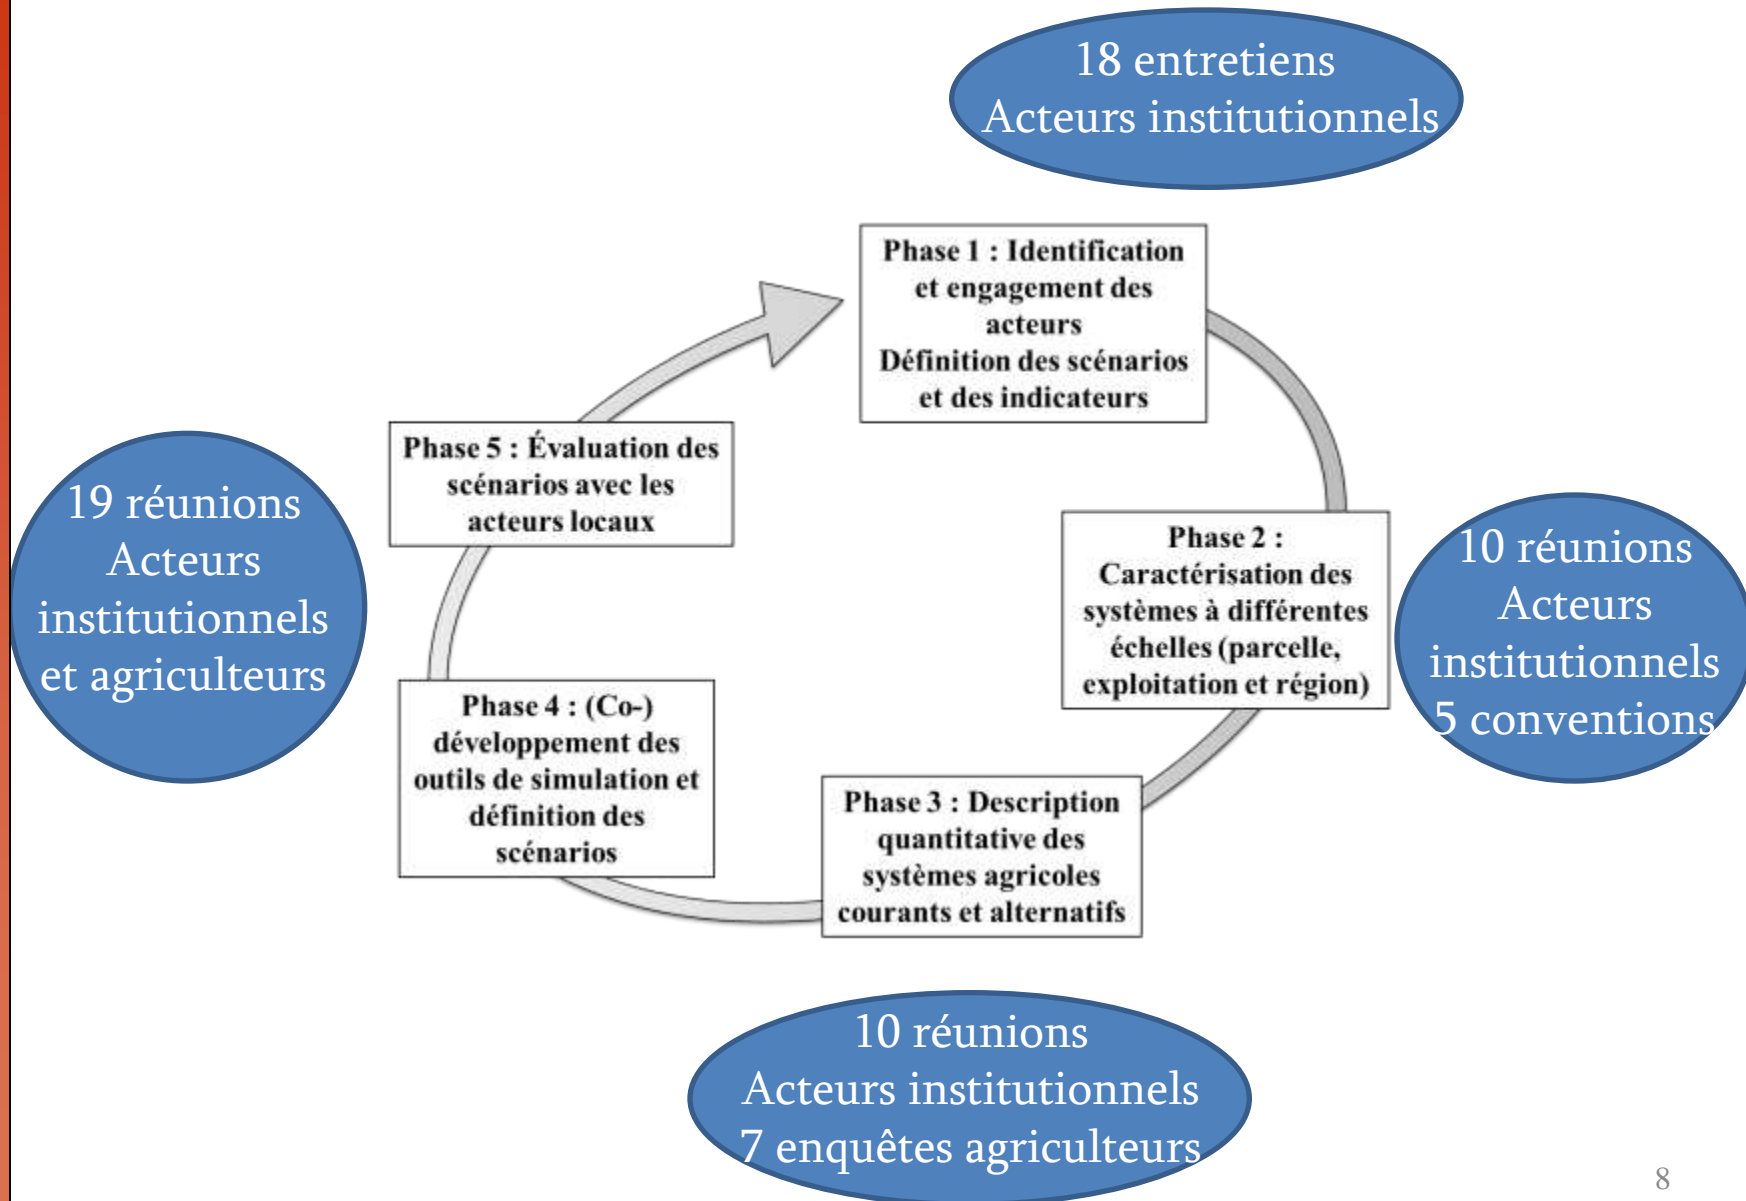 18 entretiens
Acteurs institutionnels
Phase 1 : Identification
et engagement des
acteurs
Définition des scénarios
et des indicateurs
Phase 5 : Évaluation des
scénarios avec les
acteurs locaux
19 réunions
Acteurs
institutionnels
et agriculteurs
Phase 2 :
Caractérisation des
systèmes à différentes
échelles (parcelle,
exploitation et région)
10 réunions
Acteurs
institutionnels
5 conventions
Phase 4 : (Co-)
développement des
outils de simulation et
définition des
scénarios
Phase 3 : Description
quantitative des
systèmes agricoles
courants et alternatifs
10 réunions
Acteurs institutionnels
7 enquêtes agriculteurs
8